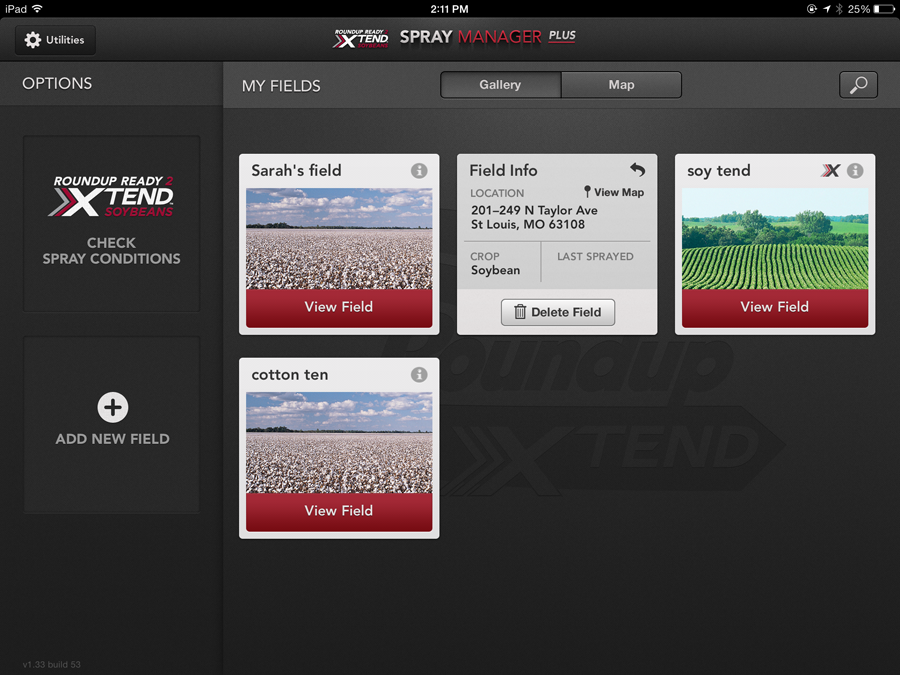 iPad
2:11 PM
25%
Utilities
ROUNDUP READY 2
XTEND
SOYBEANS
SPRAY MANAGER PLUS
OPTIONS
MY FIELDS
Gallery
Map
ROUNDUP READY 2
XTEND
SOYBEANS
CHECK
SPRAY CONDITIONS
ADD NEW FIELD
v1.33 build 53
Sarah's field
View Field
Field Info
LOCATION
View Map
201–249 N Taylor Ave
St Louis, MO 63108
CROP
Soybean
LAST SPRAYED
Delete Field
soy tend
View Field
cotton ten
View Field
Roundup
XTEND